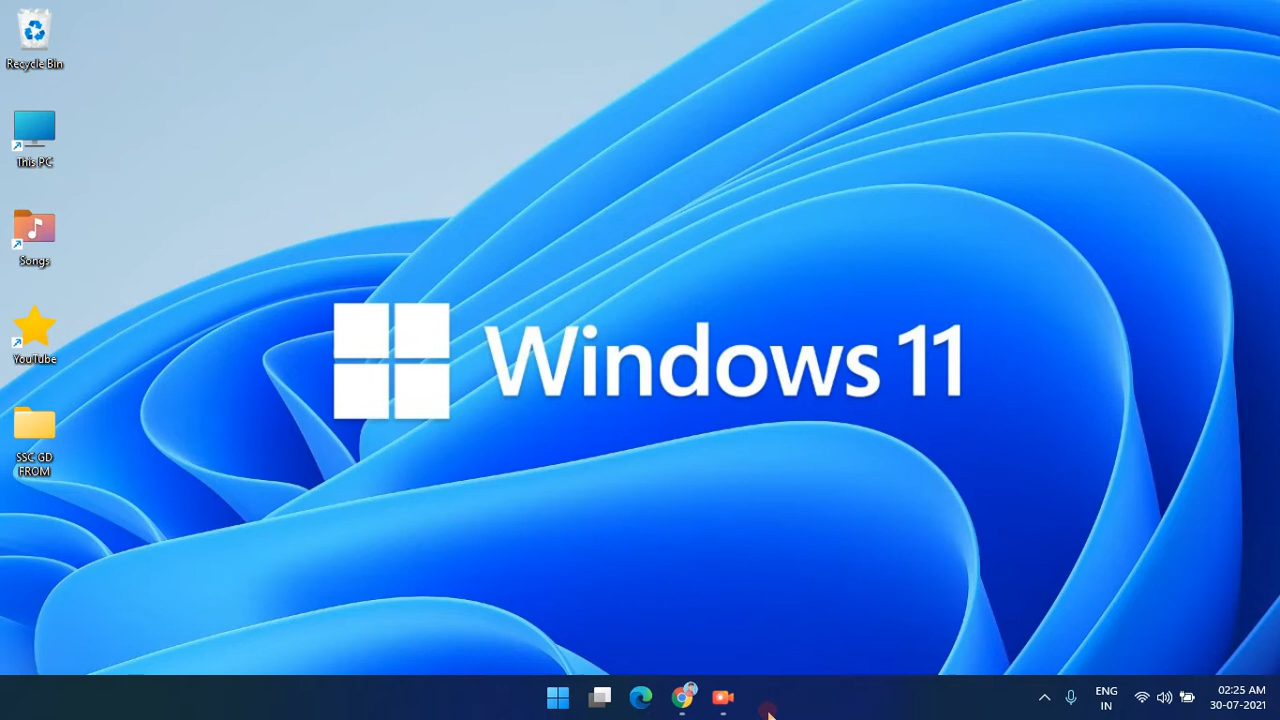 Recycle Bin
This PC
Songs
YouTube
SSC GD
FROM
Windows 11
ENG
IN
02:25 AM
30-07-2021